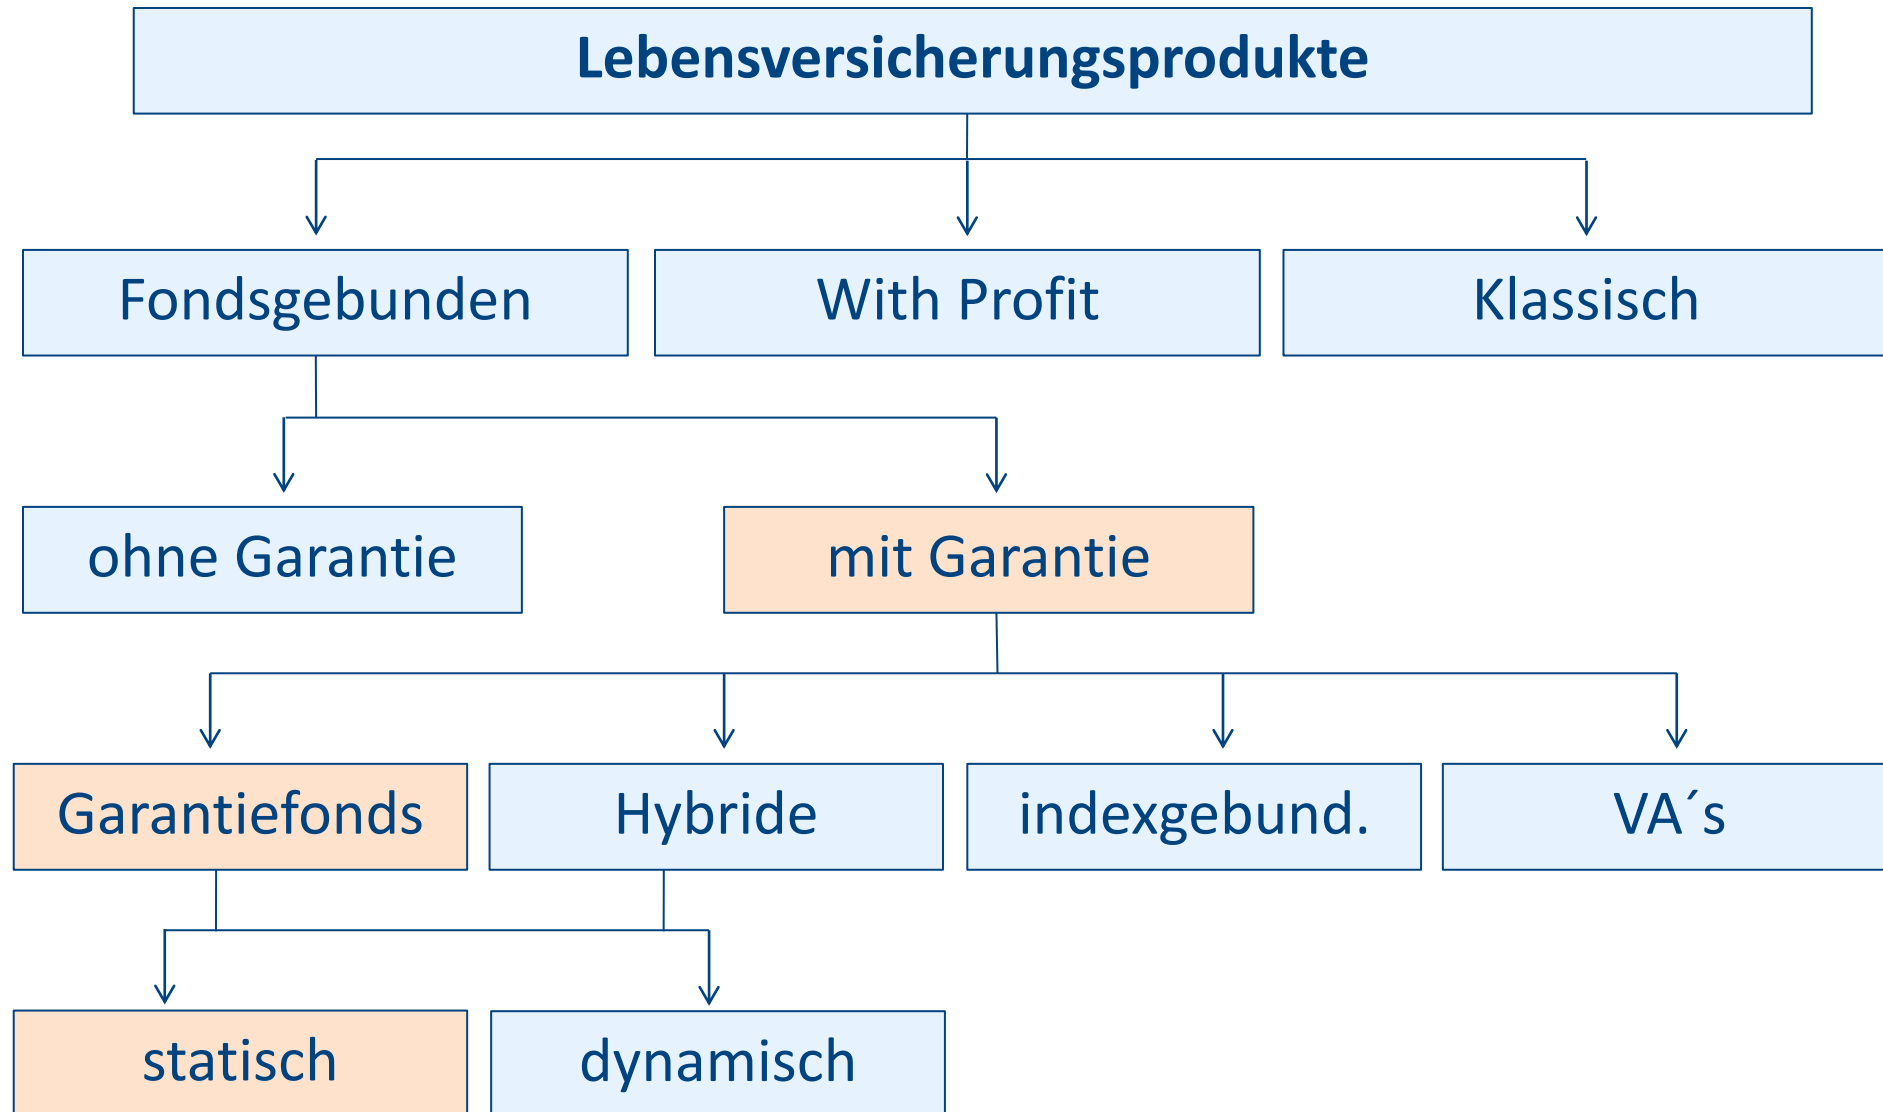 Lebensversicherungsprodukte
Fondsgebunden
With Profit
Klassisch
ohne Garantie
mit Garantie
Garantiefonds
Hybride
indexgebund.
VA´s
statisch
dynamisch